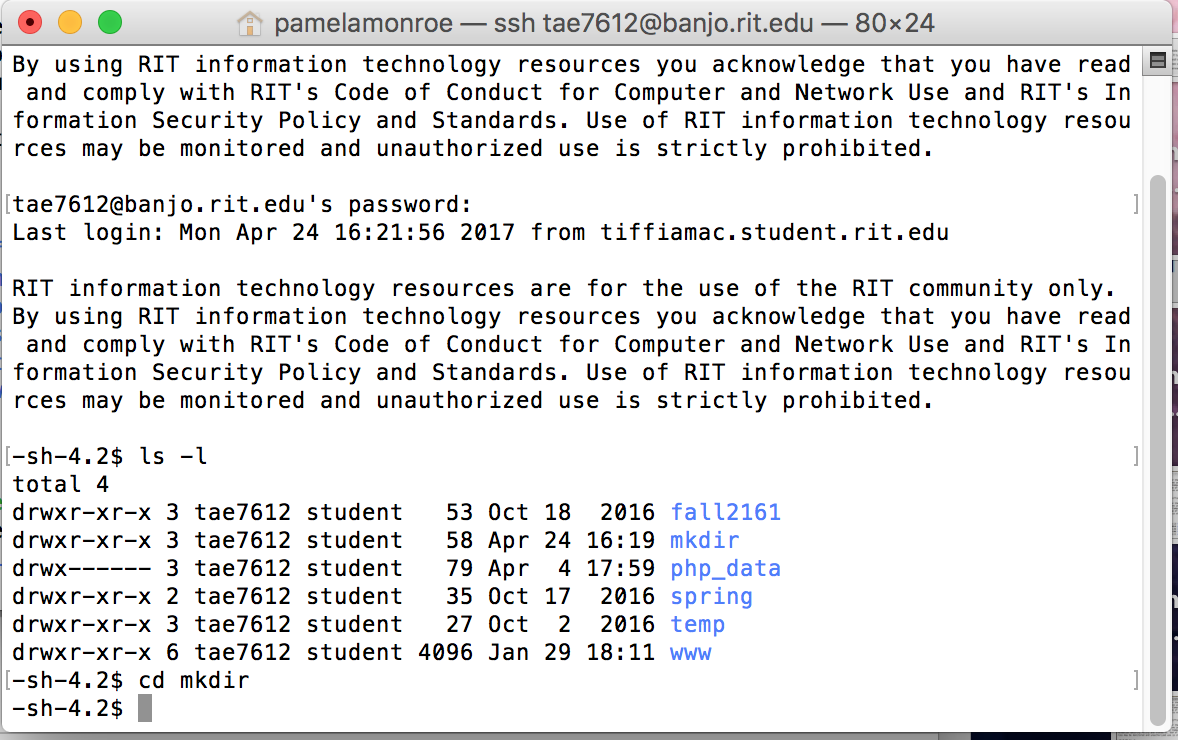 pamelamonroe — ssh tae7612@banjo.rit.edu — 80×24
By using RIT information technology resources you acknowledge that you have read
 and comply with RIT's Code of Conduct for Computer and Network Use and RIT's In
formation Security Policy and Standards. Use of RIT information technology resou
rces may be monitored and unauthorized use is strictly prohibited.

[tae7612@banjo.rit.edu's password: ]
Last login: Mon Apr 24 16:21:56 2017 from tiffiamac.student.rit.edu

RIT information technology resources are for the use of the RIT community only.
By using RIT information technology resources you acknowledge that you have read
 and comply with RIT's Code of Conduct for Computer and Network Use and RIT's In
formation Security Policy and Standards. Use of RIT information technology resou
rces may be monitored and unauthorized use is strictly prohibited.

[-sh-4.2$ ls -l ]
total 4
drwxr-xr-x 3 tae7612 student   53 Oct 18  2016 fall2161
drwxr-xr-x 3 tae7612 student   58 Apr 24 16:19 mkdir
drwx------ 3 tae7612 student   79 Apr  4 17:59 php_data
drwxr-xr-x 2 tae7612 student   35 Oct 17  2016 spring
drwxr-xr-x 3 tae7612 student   27 Oct  2  2016 temp
drwxr-xr-x 6 tae7612 student 4096 Jan 29 18:11 www
[-sh-4.2$ cd mkdir ]
-sh-4.2$